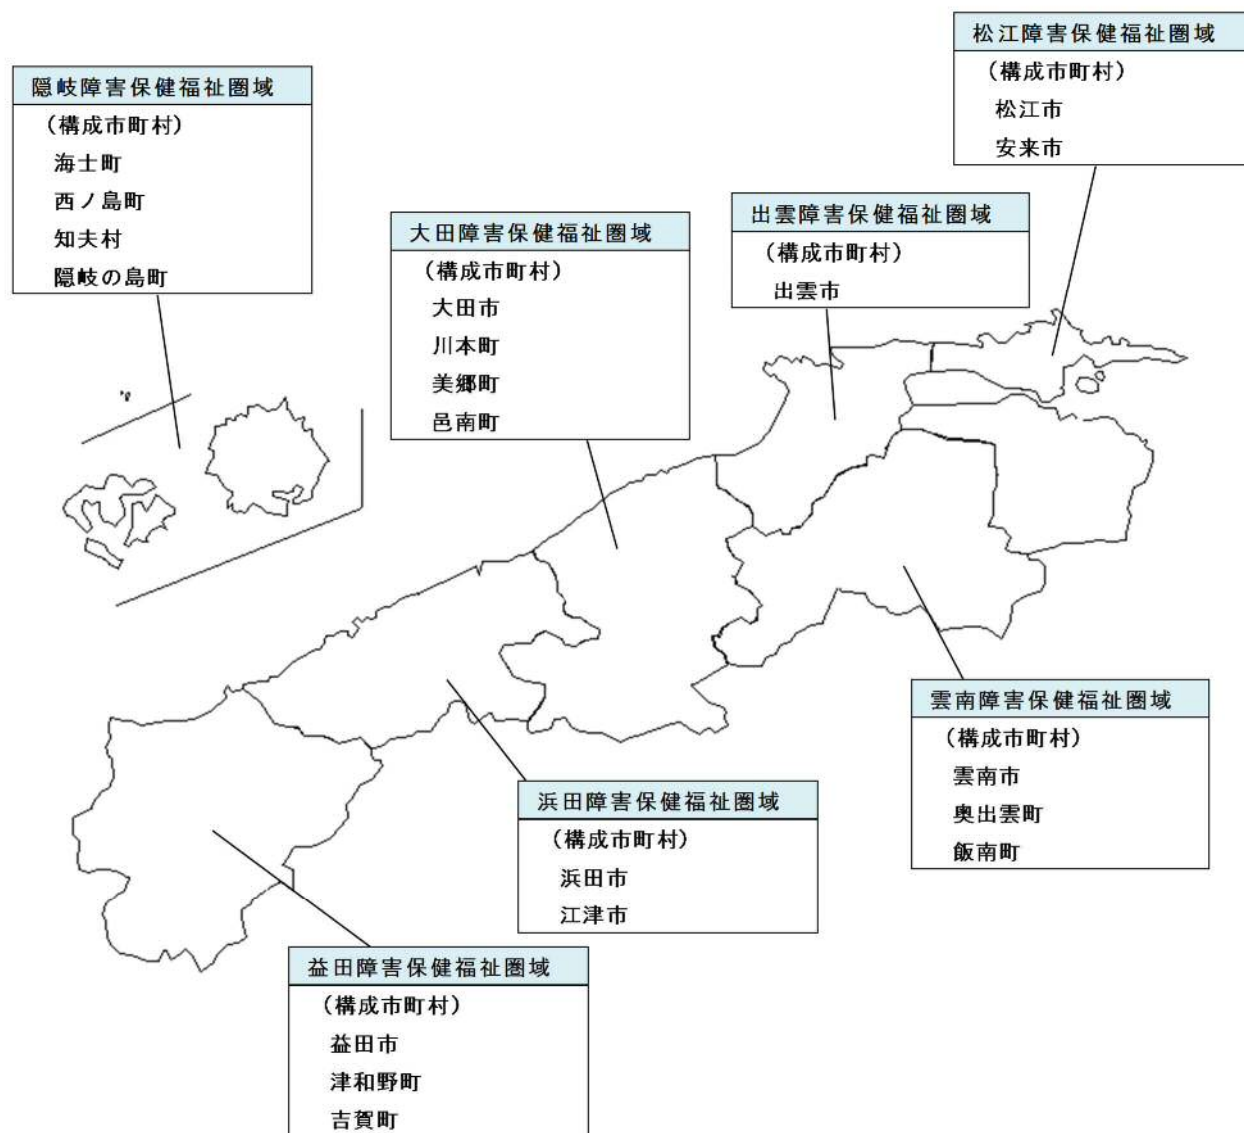 松江障害保健福祉圏域
（構成市町村）
松江市
安来市
隠岐障害保健福祉圏域
（構成市町村）
海士町
西ノ島町
知夫村
隠岐の島町
出雲障害保健福祉圏域
（構成市町村）
出雲市
大田障害保健福祉圏域
（構成市町村）
大田市
川本町
美郷町
邑南町
雲南障害保健福祉圏域
（構成市町村）
雲南市
奥出雲町
飯南町
浜田障害保健福祉圏域
（構成市町村）
浜田市
江津市
益田障害保健福祉圏域
（構成市町村）
益田市
津和野町
吉賀町